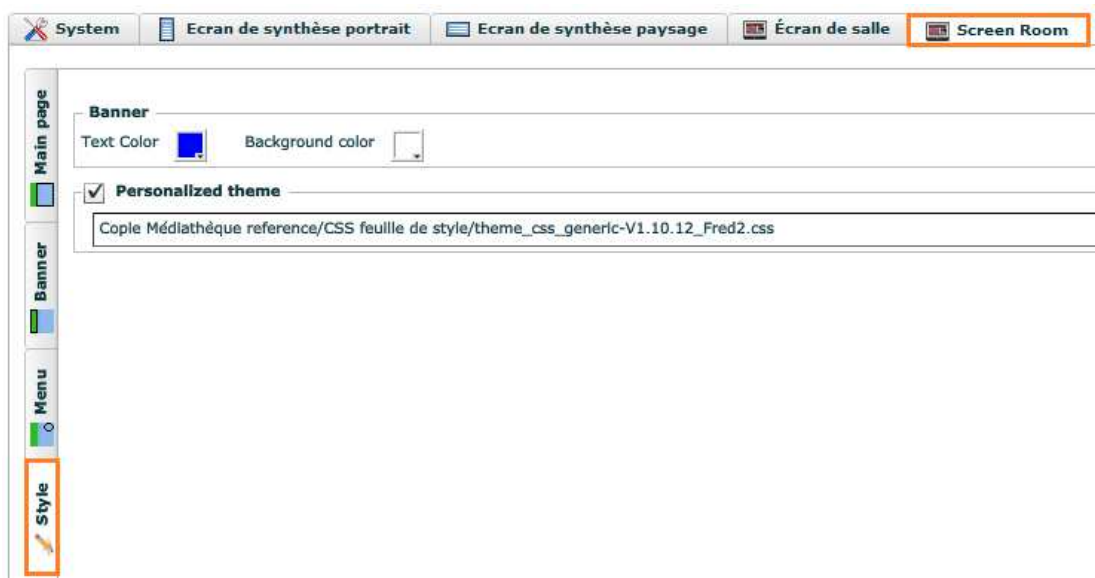 System Ecran de synthèse portrait Ecran de synthèse paysage Écran de salle Screen Room
Main page
Banner
Menu
Style
Banner
Text Color Background color
Personalized theme
Copie Médiathèque reference/CSS feuille de style/theme_css_generic-V1.10.12_Fred2.css